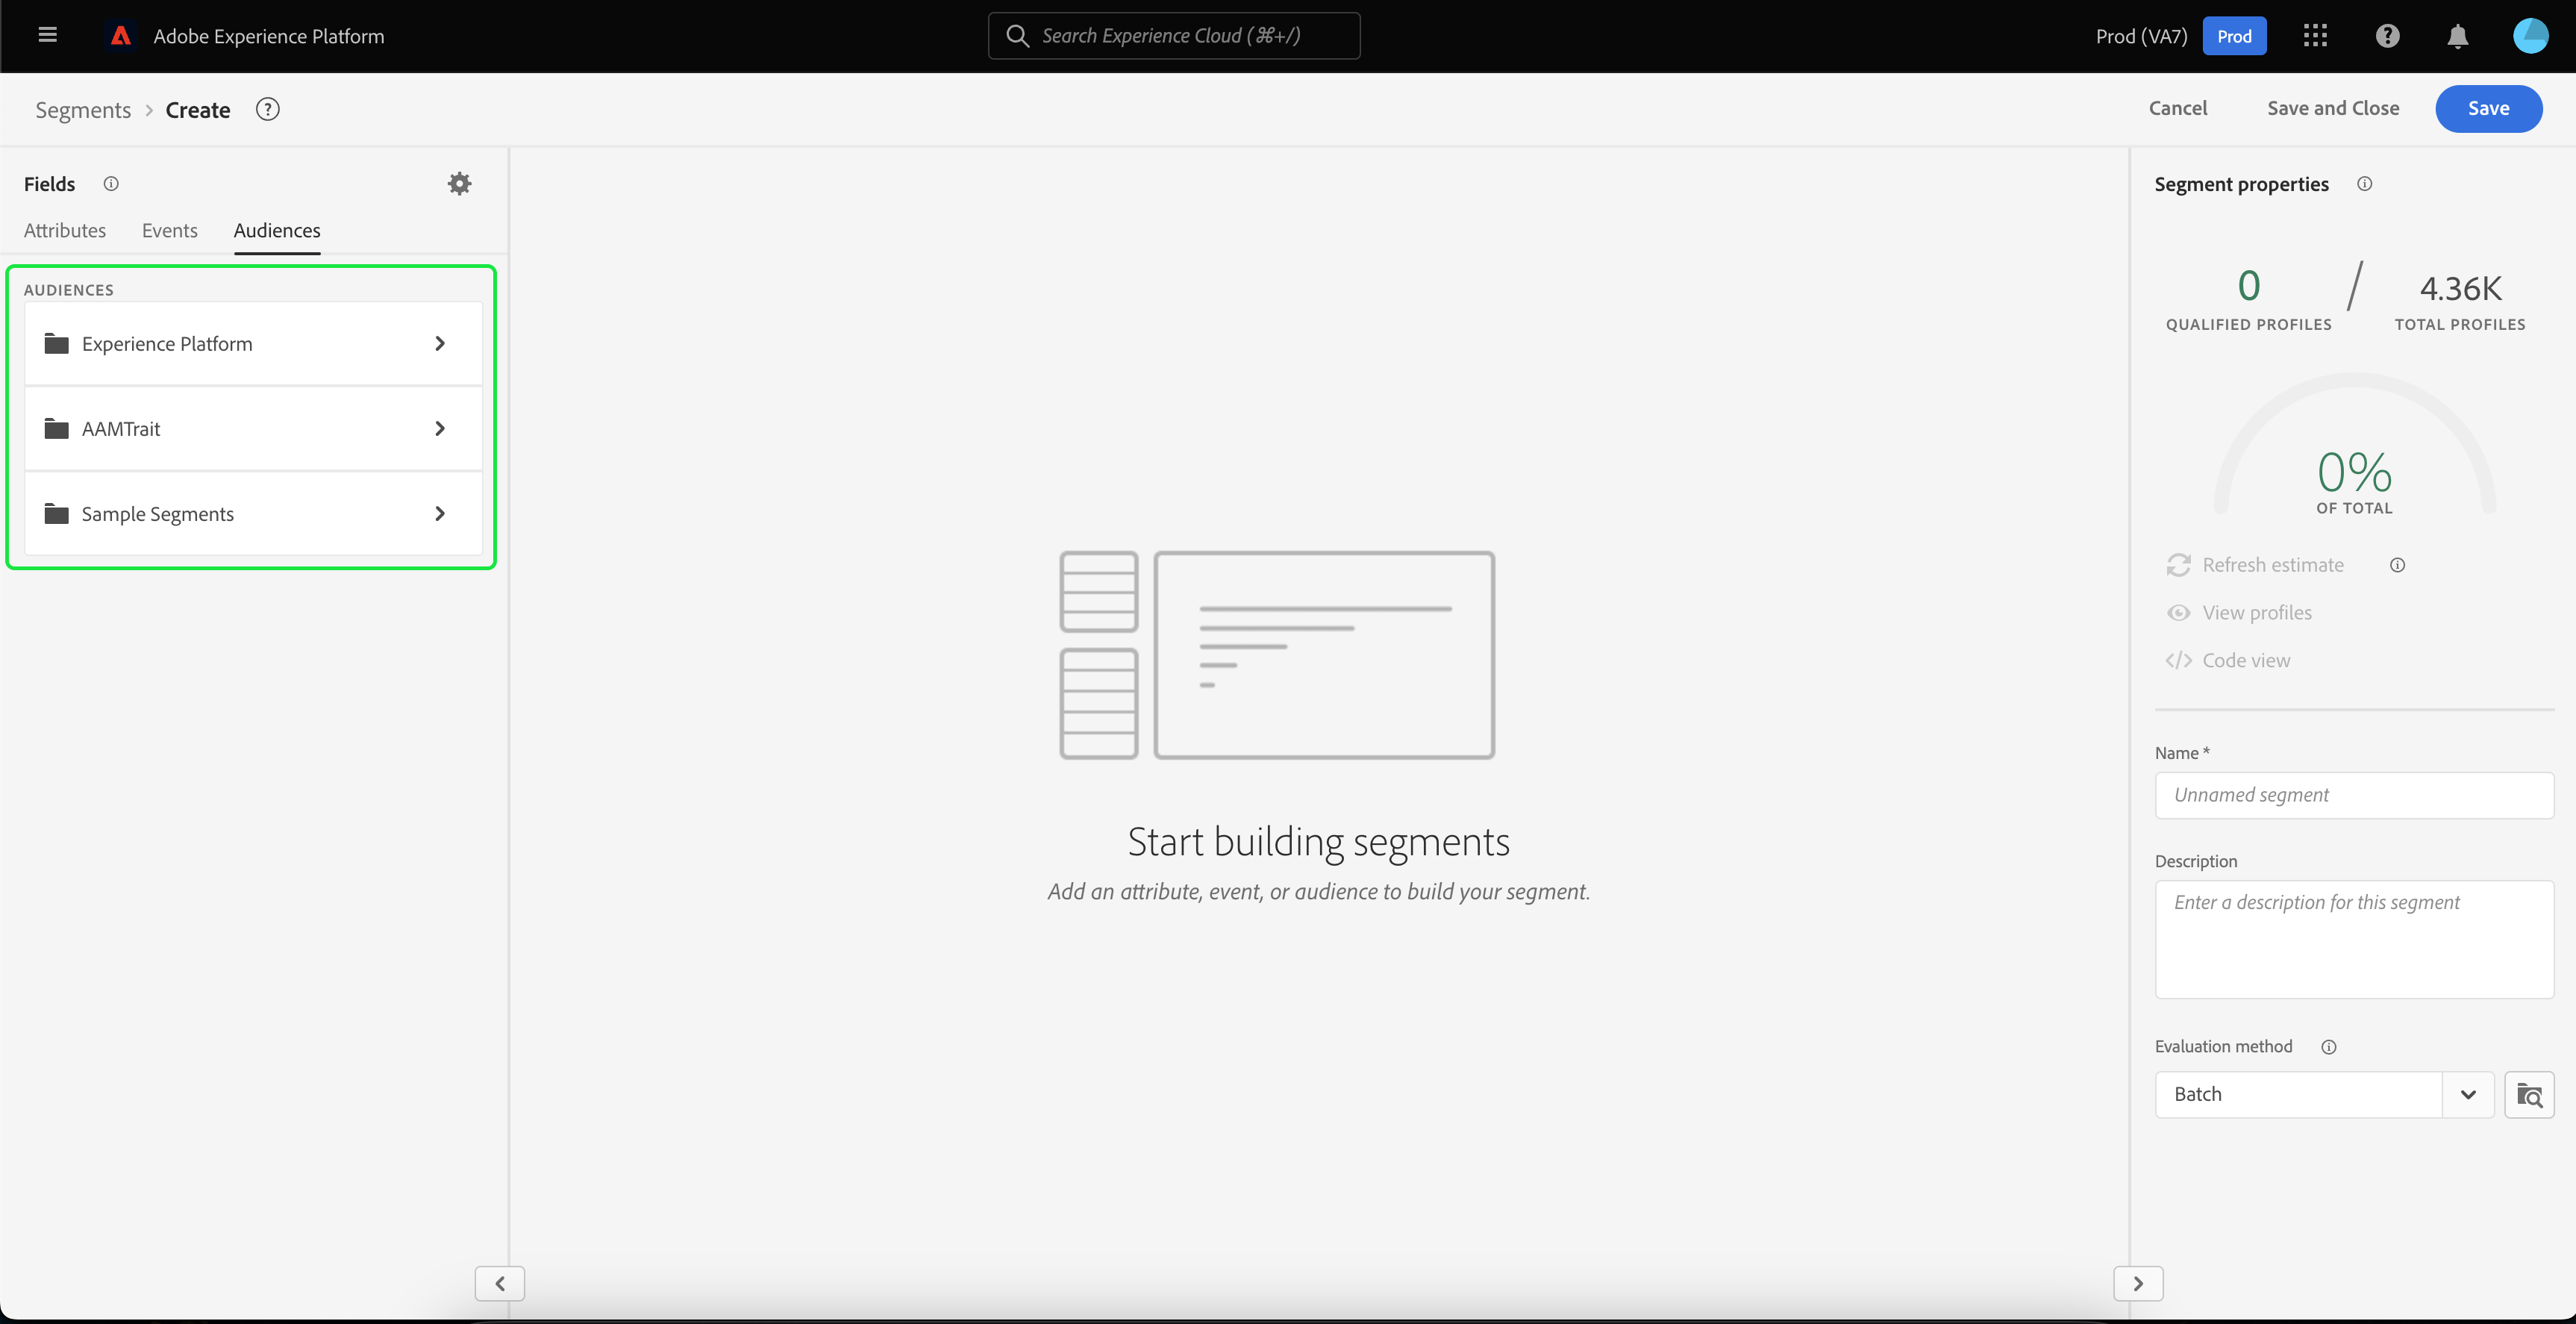 Adobe Experience Platform
Search Experience Cloud (⌘+/)
Prod (VA7)
Prod
Segments > Create
Cancel
Save and Close
Save
Fields
Attributes
Events
Audiences
AUDIENCES
Experience Platform
AAMTrait
Sample Segments
Start building segments
Add an attribute, event, or audience to build your segment.
Segment properties
0 / 4.36K
QUALIFIED PROFILES
TOTAL PROFILES
0%
OF TOTAL
Refresh estimate
View profiles
</> Code view
Name *
Unnamed segment
Description
Enter a description for this segment
Evaluation method
Batch